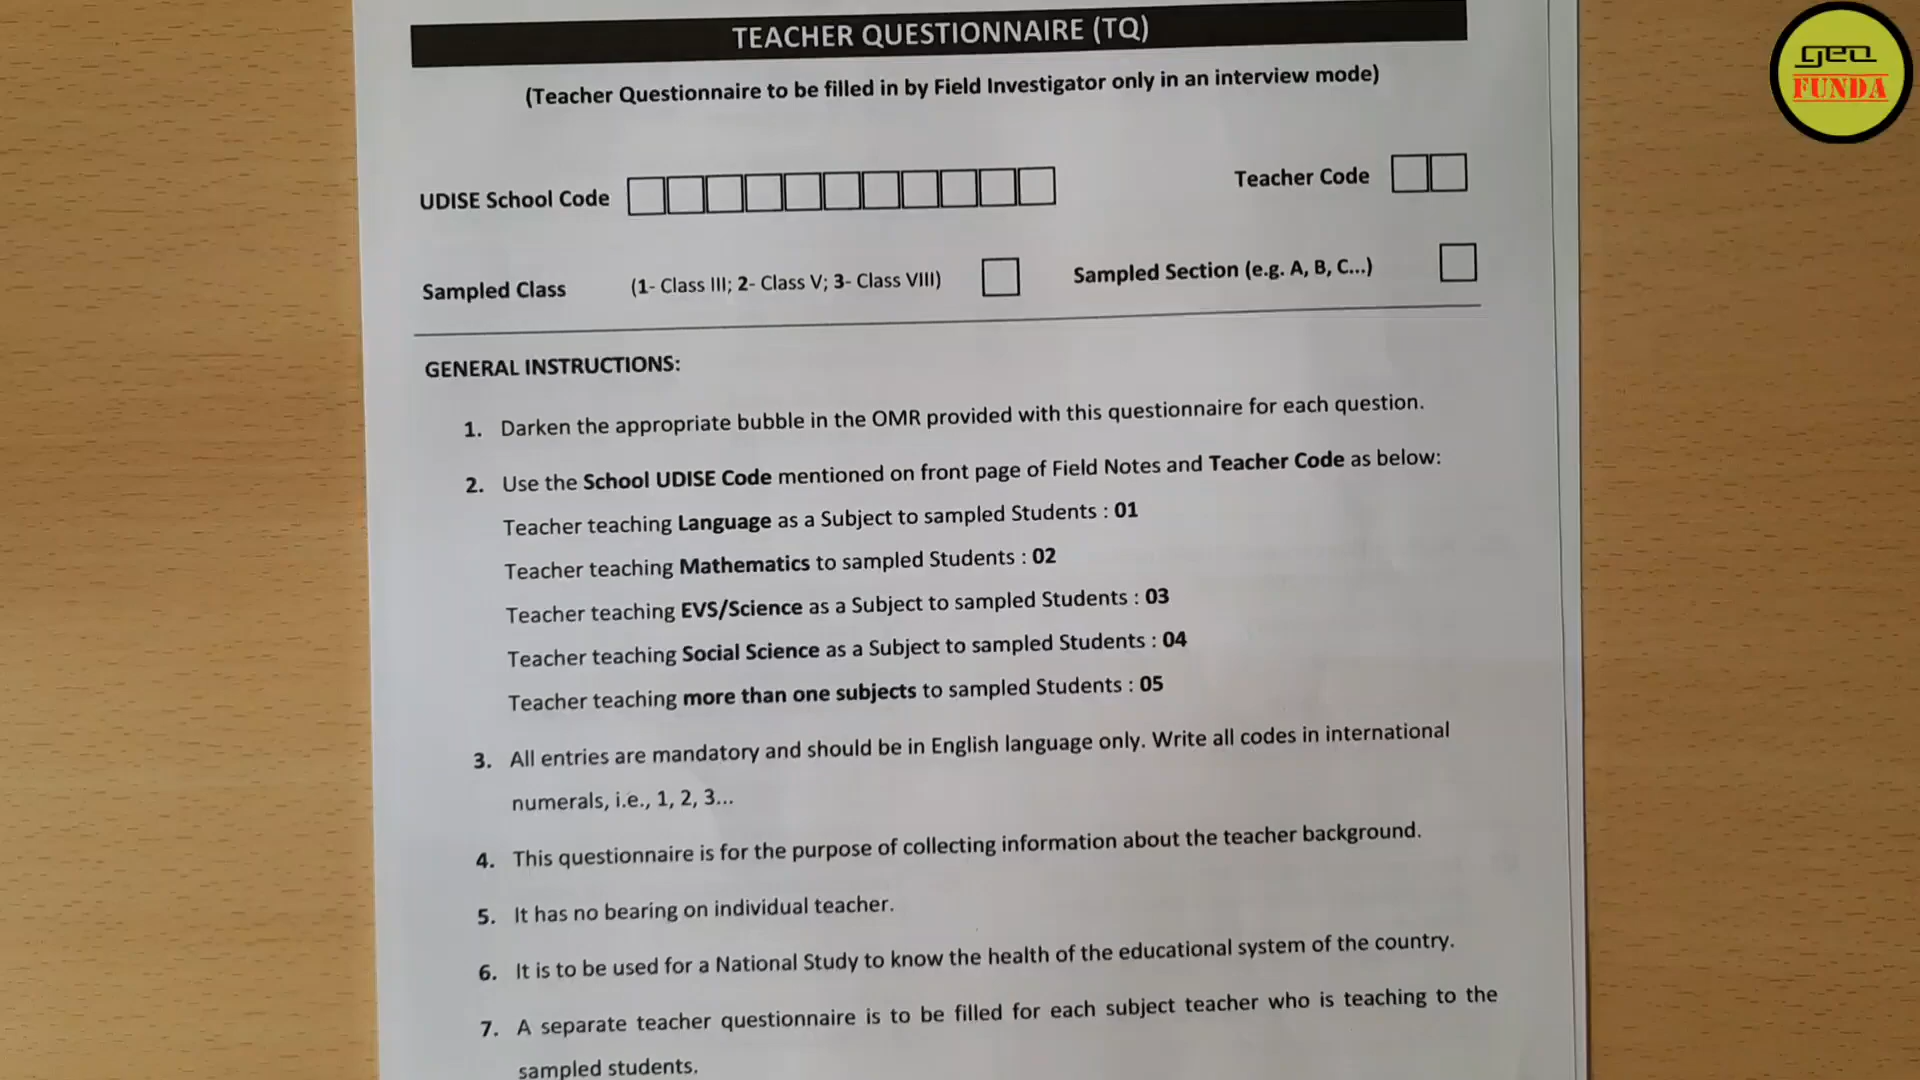 TEACHER QUESTIONNAIRE (TQ)
geo
FUNDA
(Teacher Questionnaire to be filled in by Field Investigator only in an interview mode)
UDISE School Code
Teacher Code
Sampled Class (1- Class III; 2- Class V; 3- Class VIII)
Sampled Section (e.g. A, B, C...)
GENERAL INSTRUCTIONS:
1. Darken the appropriate bubble in the OMR provided with this questionnaire for each question.
2. Use the School UDISE Code mentioned on front page of Field Notes and Teacher Code as below:
Teacher teaching Language as a Subject to sampled Students : 01
Teacher teaching Mathematics to sampled Students : 02
Teacher teaching EVS/Science as a Subject to sampled Students : 03
Teacher teaching Social Science as a Subject to sampled Students : 04
Teacher teaching more than one subjects to sampled Students : 05
3. All entries are mandatory and should be in English language only. Write all codes in international
numerals, i.e., 1, 2, 3...
4. This questionnaire is for the purpose of collecting information about the teacher background.
5. It has no bearing on individual teacher.
6. It is to be used for a National Study to know the health of the educational system of the country.
7. A separate teacher questionnaire is to be filled for each subject teacher who is teaching to the
sampled students.